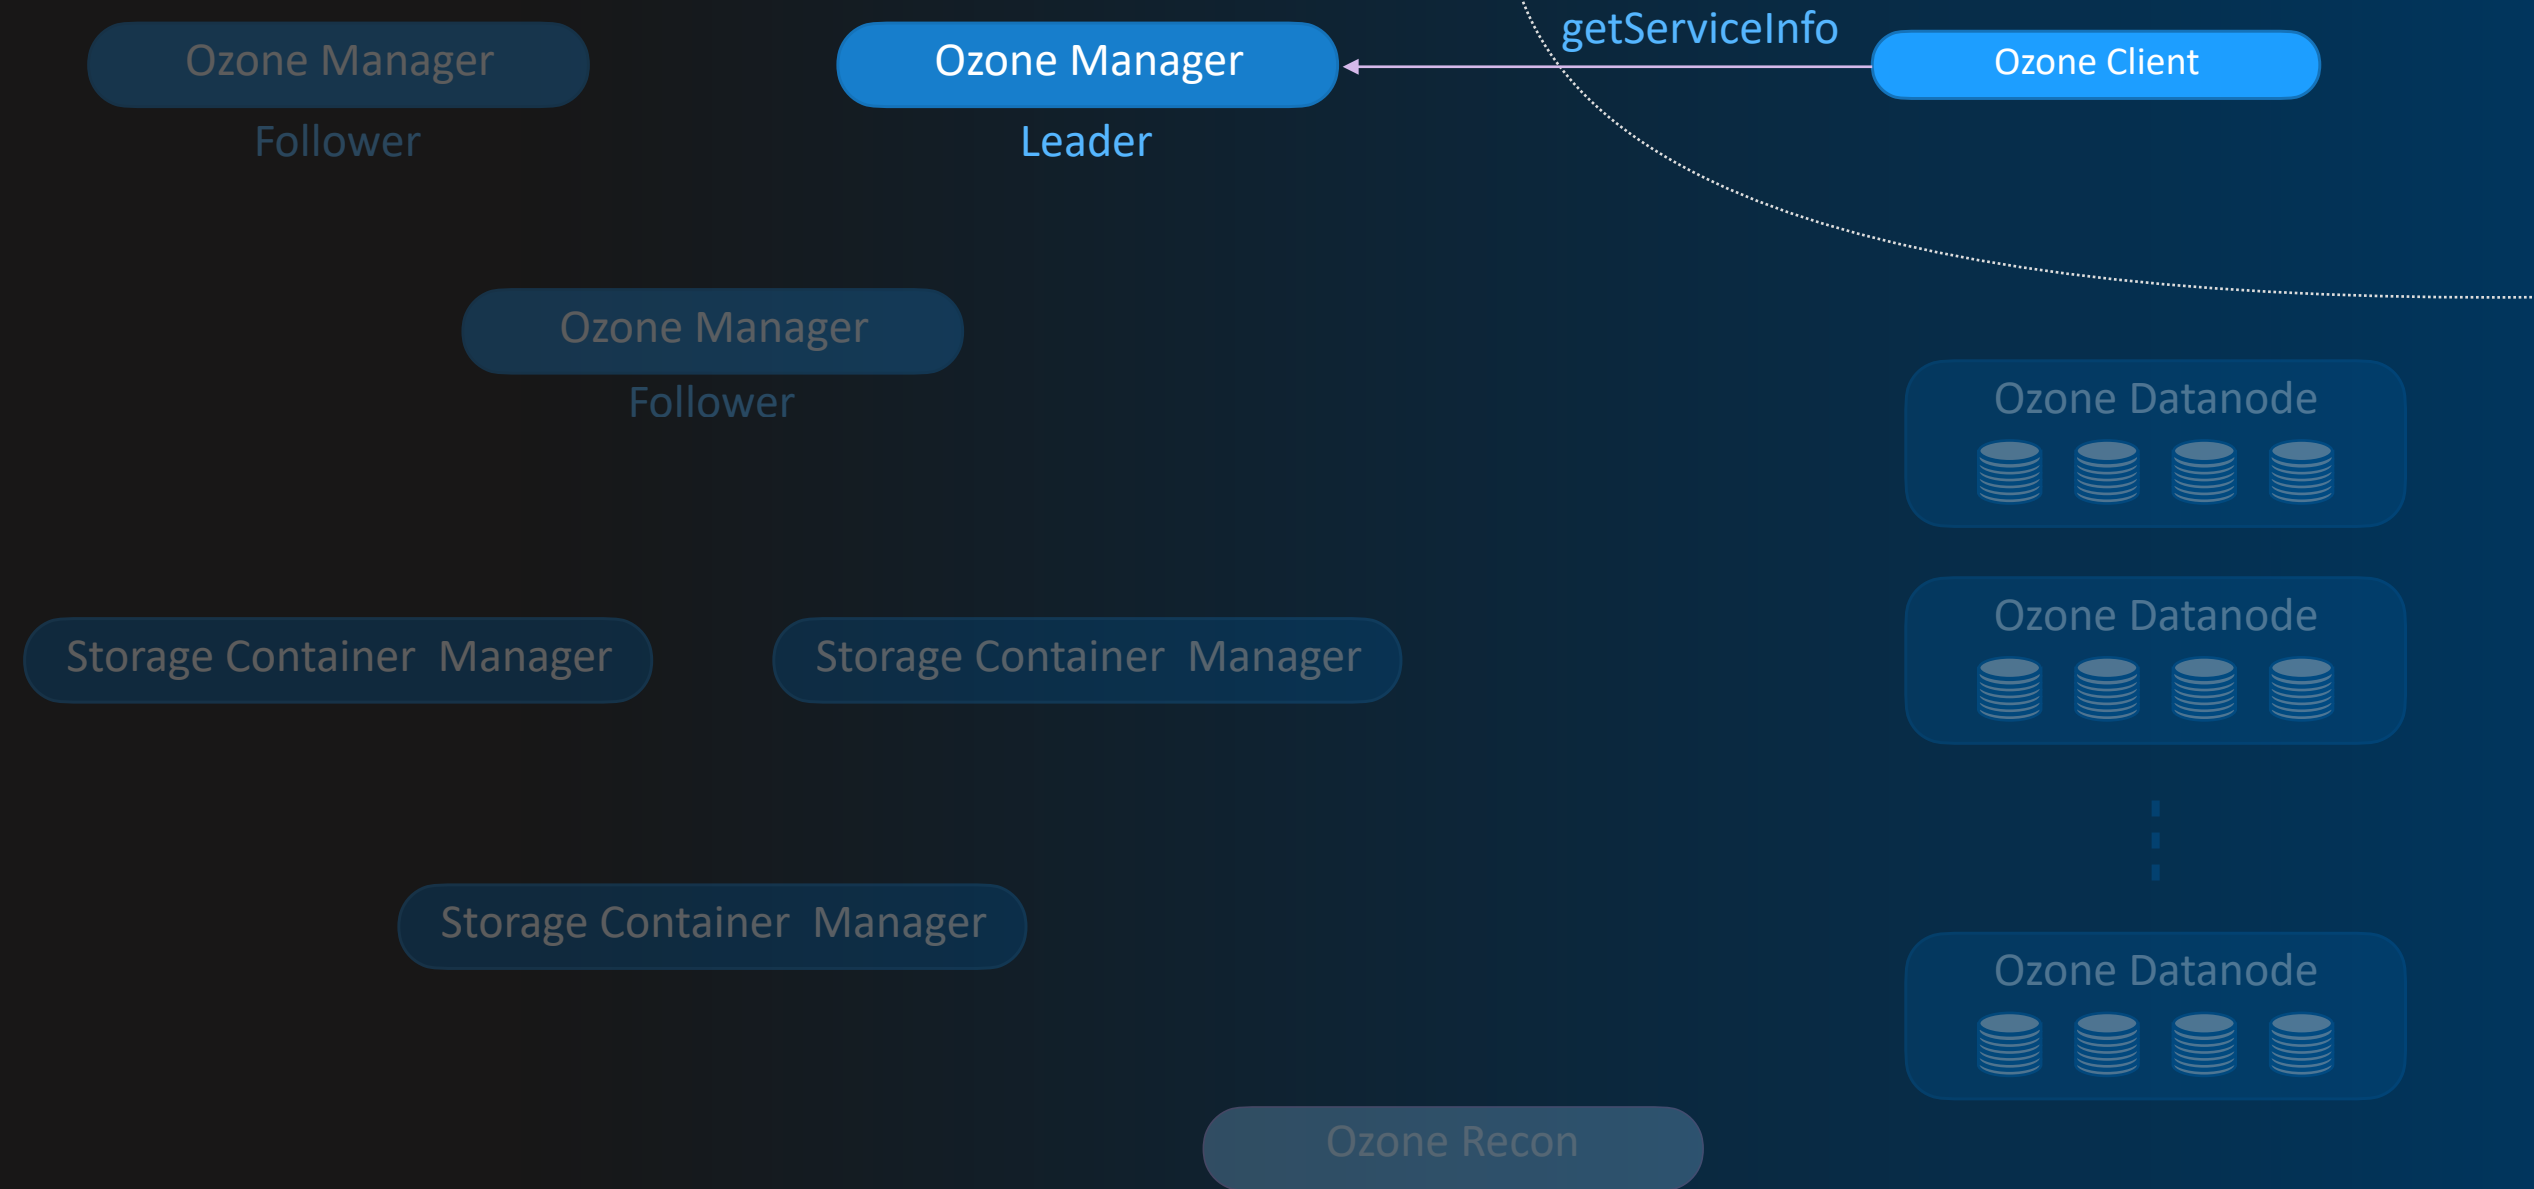 getServiceInfo
Ozone Manager
Ozone Manager
Ozone Client
Follower
Leader
Ozone Manager
Follower
Ozone Datanode
Ozone Datanode
Storage Container  Manager
Storage Container  Manager
Storage Container  Manager
Ozone Datanode
Ozone Recon